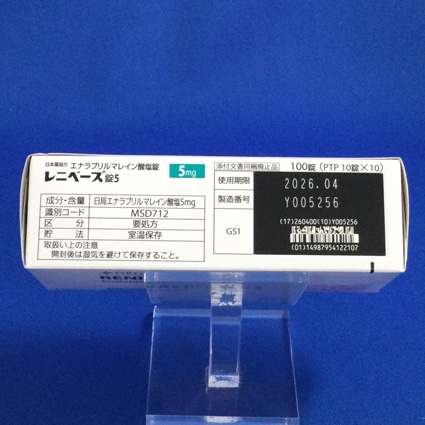 日本薬局方 エナラプリルマレイン酸塩錠
レニベース®錠5 5mg
成分・含量 日局エナラプリルマレイン酸塩5mg
識別コード MSD712
区分 要処方
貯法 室温保存
取扱い上の注意
開封後は湿気を避けて保存すること。
添付文書同梱廃止品 100錠(PTP 10錠×10)
使用期限 2026.04
製造番号 Y005256
GS1
(17)260400(10)Y005256
(01)14987954122107